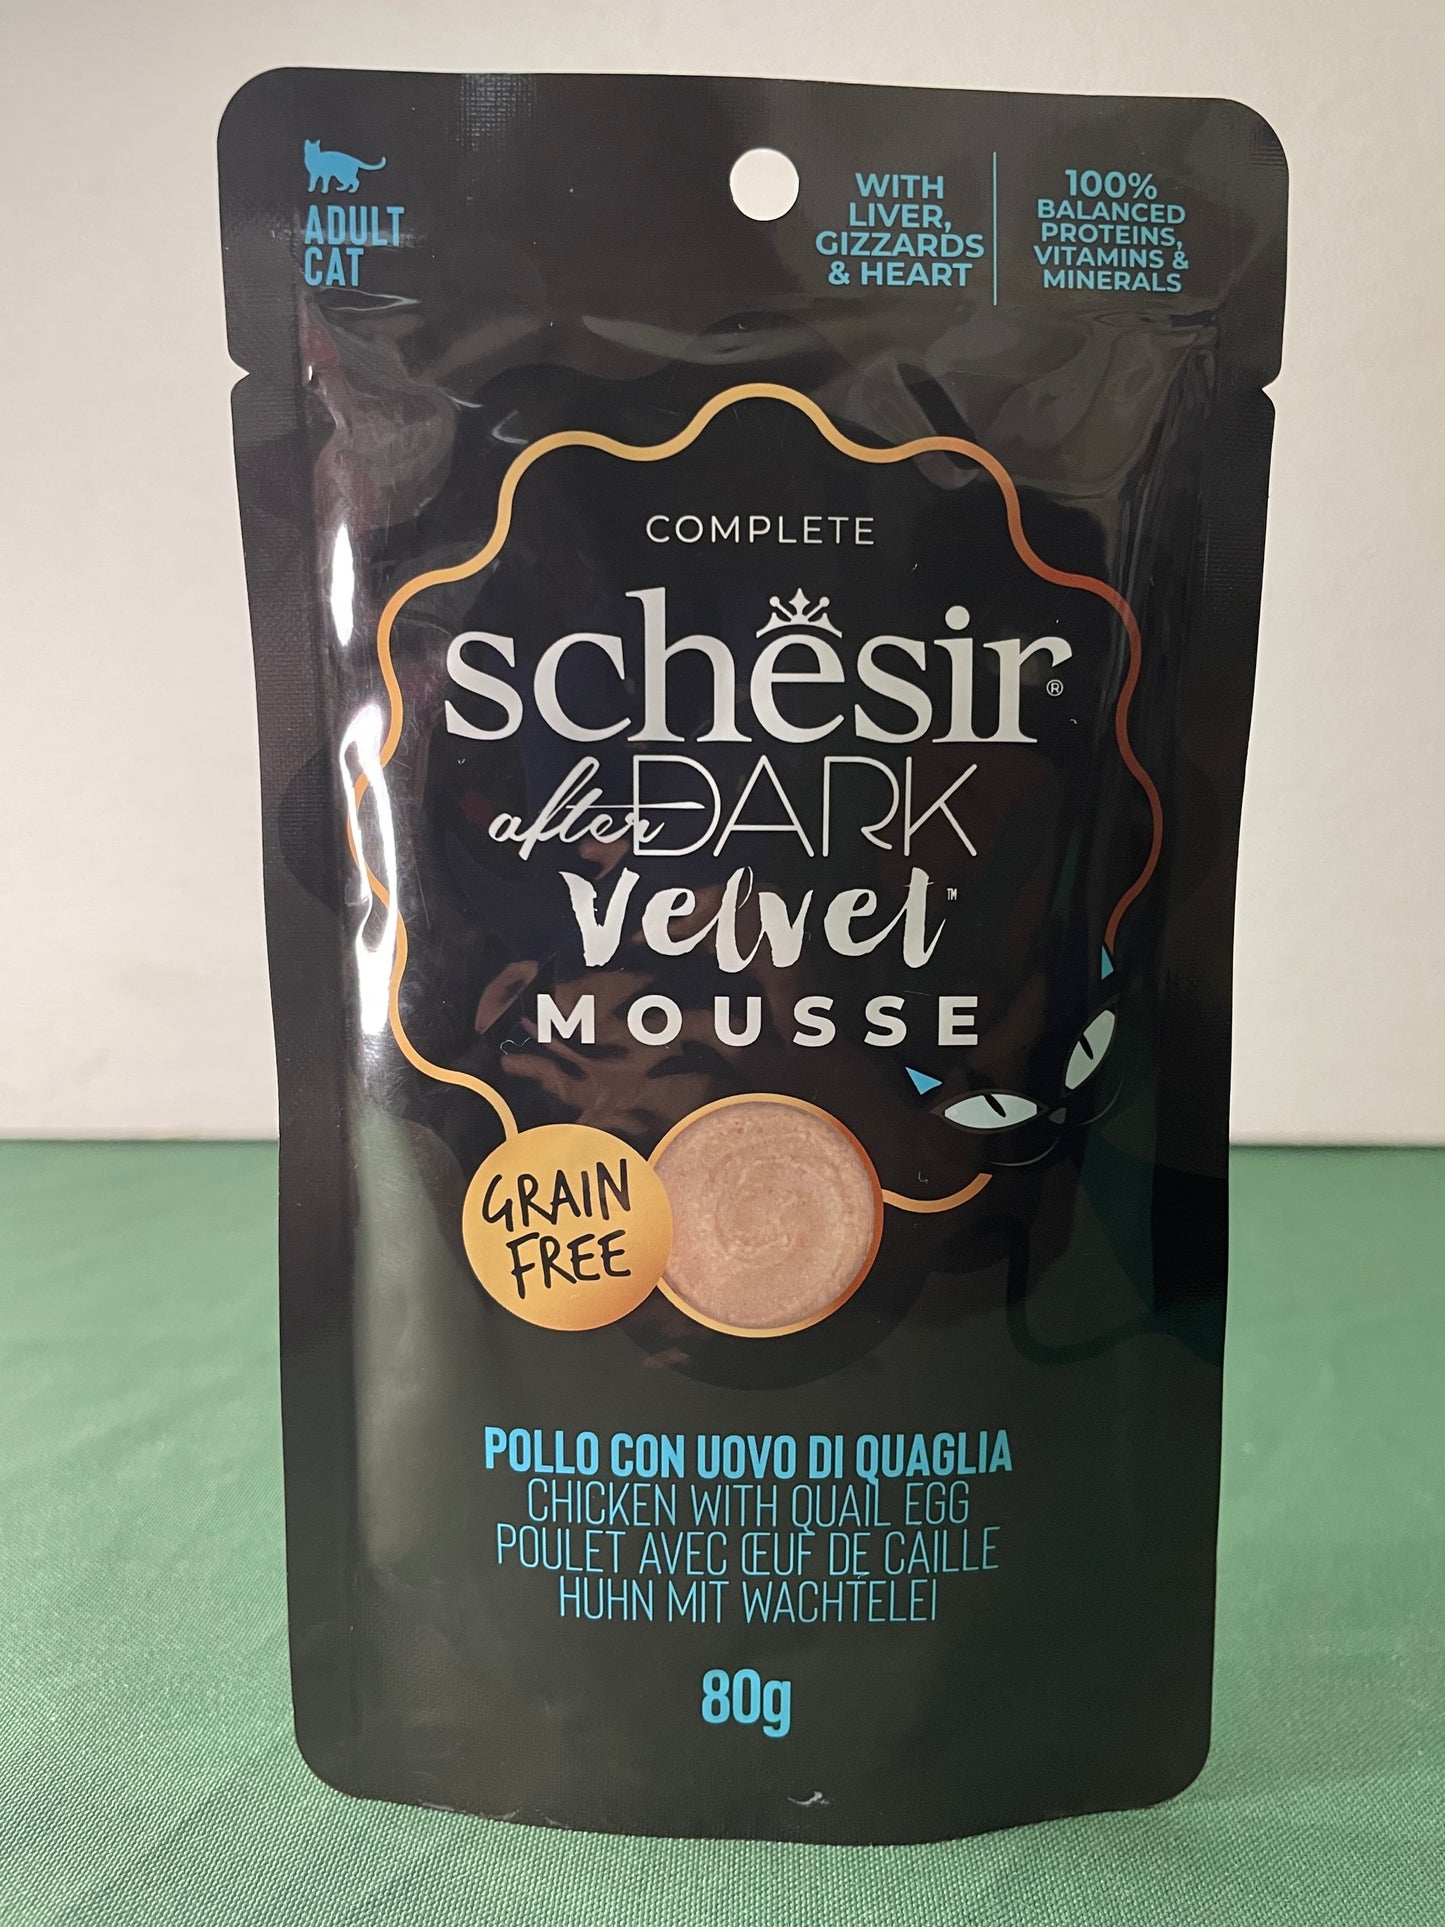 ADULT
CAT
WITH
LIVER,
GIZZARDS
& HEART
100%
BALANCED
PROTEINS,
VITAMINS &
MINERALS
COMPLETE
schesir®
after DARK
Velvet™
MOUSSE
GRAIN
FREE
POLLO CON UOVO DI QUAGLIA
CHICKEN WITH QUAIL EGG
POULET AVEC ŒUF DE CAILLE
HUHN MIT WACHTELEI
80g